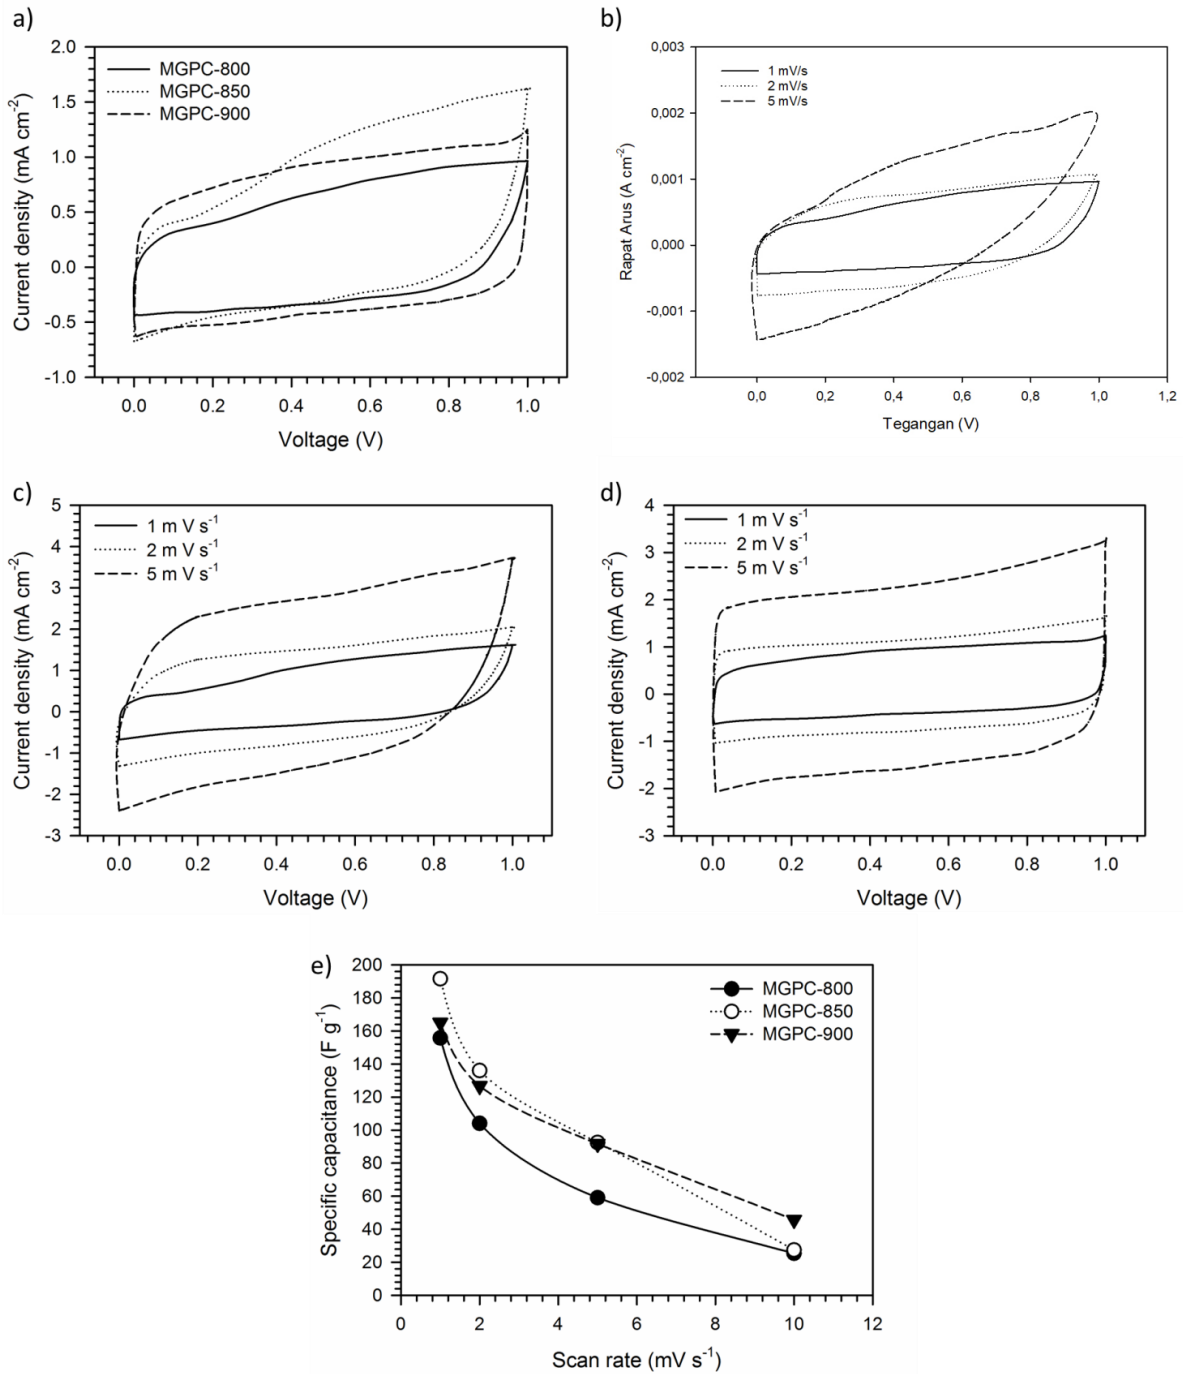 a)
2.0
1.5
1.0
0.5
0.0
-0.5
-1.0
Current density (mA cm⁻²)
MGPC-800
MGPC-850
MGPC-900
0.0 0.2 0.4 0.6 0.8 1.0
Voltage (V)
b)
0,003
0,002
0,001
0,000
-0,001
-0,002
Rapat Arus (A cm⁻²)
1 mV/s
2 mV/s
5 mV/s
0,0 0,2 0,4 0,6 0,8 1,0 1,2
Tegangan (V)
c)
5
4
3
2
1
0
-1
-2
-3
Current density (mA cm⁻²)
1 m V s⁻¹
2 m V s⁻¹
5 m V s⁻¹
0.0 0.2 0.4 0.6 0.8 1.0
Voltage (V)
d)
4
3
2
1
0
-1
-2
-3
Current density (mA cm⁻²)
1 m V s⁻¹
2 m V s⁻¹
5 m V s⁻¹
0.0 0.2 0.4 0.6 0.8 1.0
Voltage (V)
e)
200
180
160
140
120
100
80
60
40
20
0
Specific capacitance (F g⁻¹)
MGPC-800
MGPC-850
MGPC-900
0 2 4 6 8 10 12
Scan rate (mV s⁻¹)